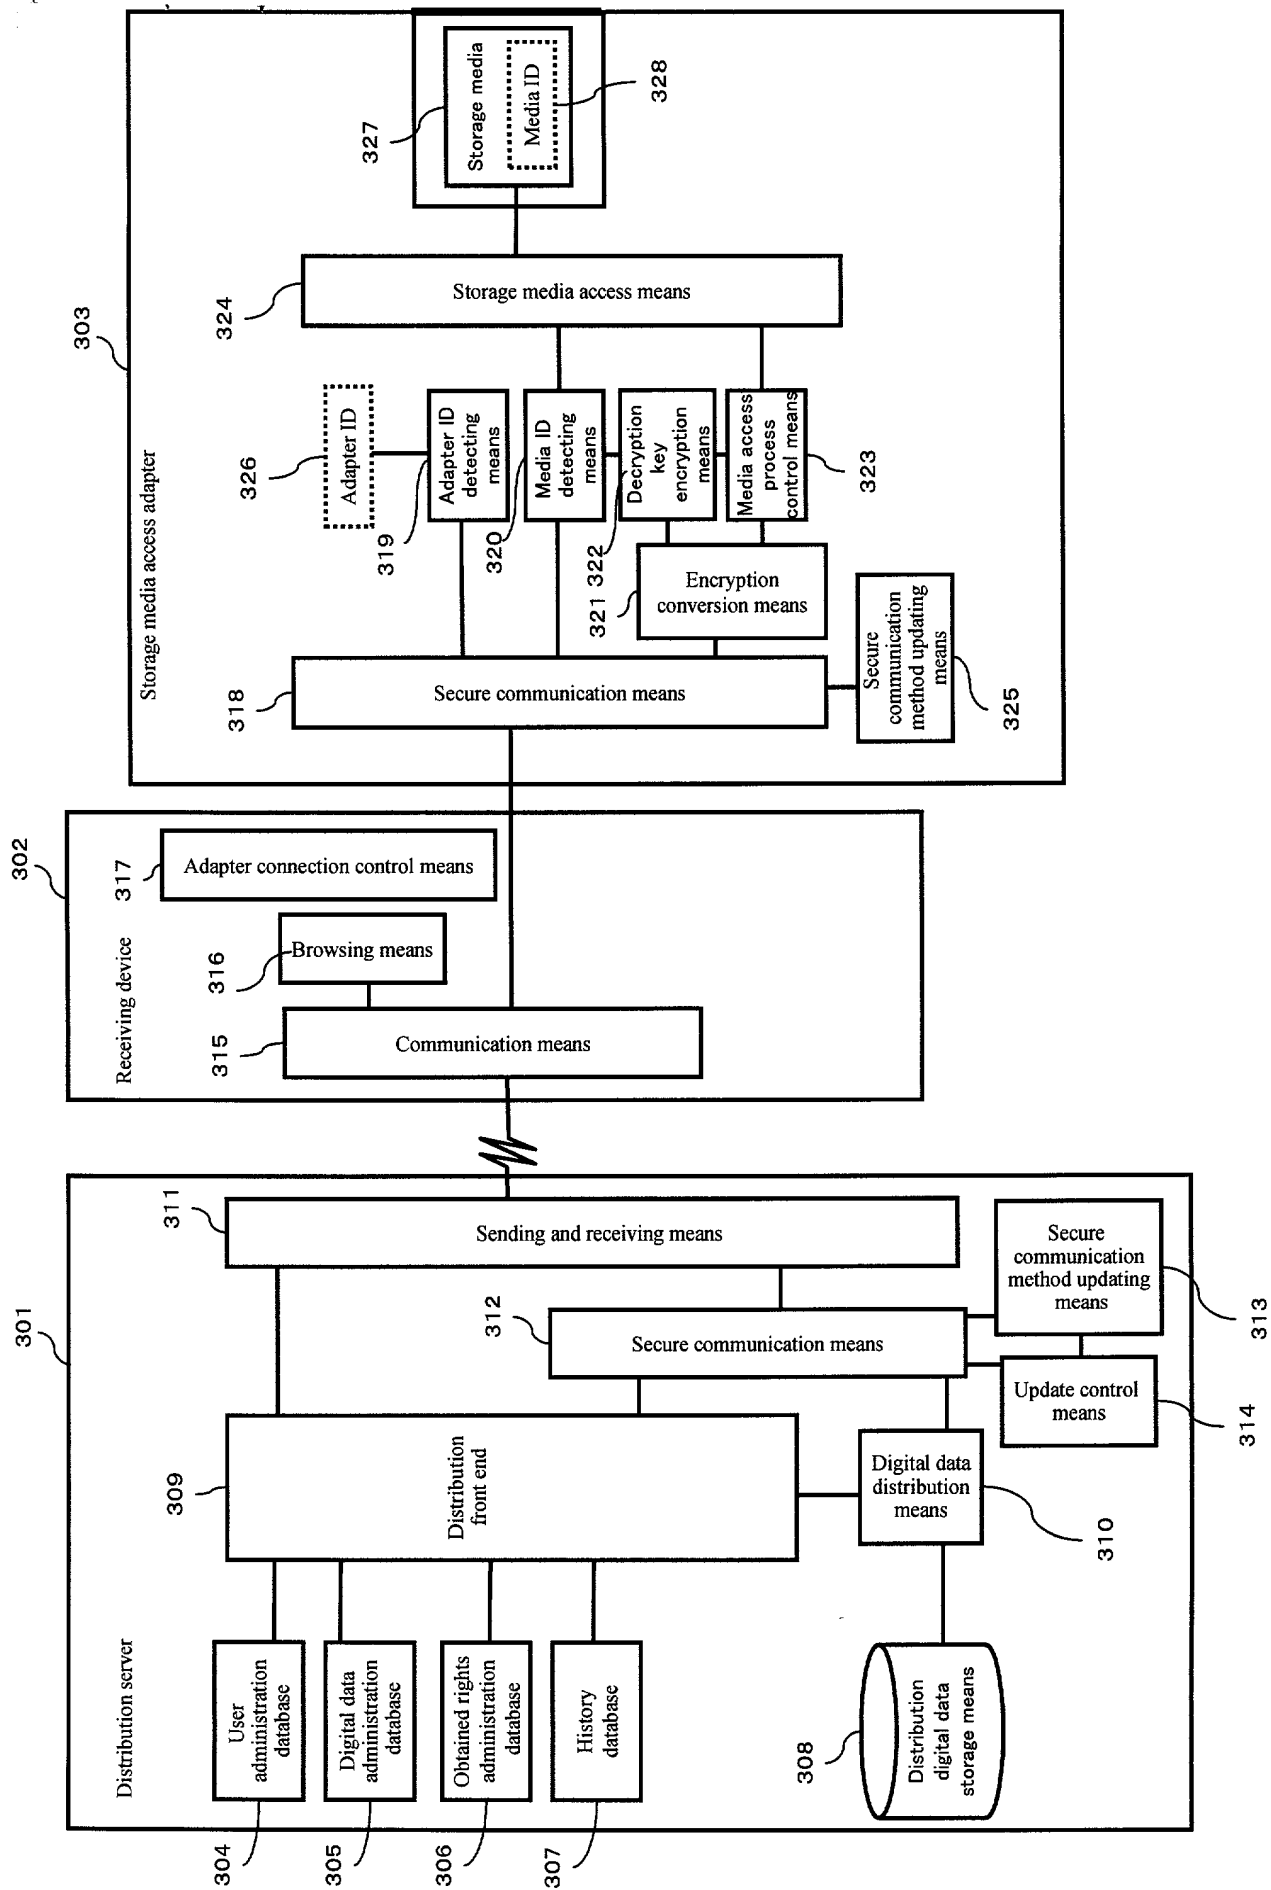 301
Distribution server
304
User
administration
database
305
Digital data
administration
database
306
Obtained rights
administration
database
307
History
database
308
Distribution
digital data
storage means
309
Distribution
front end
310
Digital data
distribution
means
311
Sending and receiving means
312
Secure communication means
313
Secure
communication
method updating
means
314
Update control
means
302
Receiving device
315
Communication means
316
Browsing means
317
Adapter connection control means
303
Storage media access adapter
318
Secure communication means
319
Adapter ID
detecting
means
326
Adapter ID
320
Media ID
detecting
means
321
Encryption
conversion means
322
Decryption
key
encryption
means
323
Media access
process
control means
324
Storage media access means
325
Secure
communication
method updating
means
327
Storage media
Media ID
328